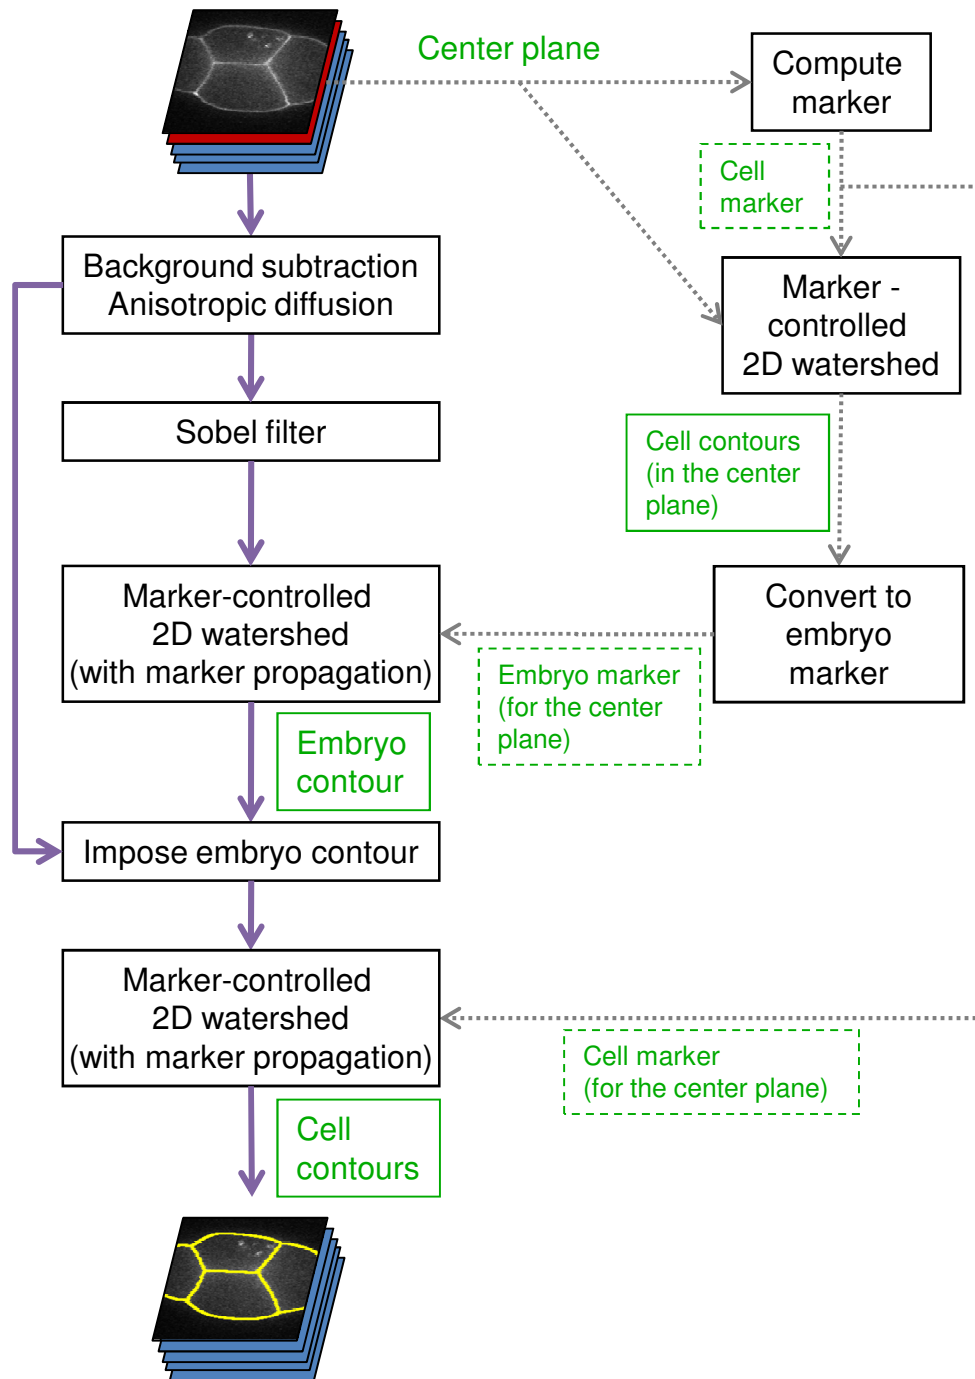 Center plane
Compute
marker
Cell
marker
Background subtraction
Anisotropic diffusion
Marker -
controlled
2D watershed
Sobel filter
Cell contours
(in the center
plane)
Marker-controlled
2D watershed
(with marker propagation)
Convert to
embryo
marker
Embryo marker
(for the center
plane)
Embryo
contour
Impose embryo contour
Marker-controlled
2D watershed
(with marker propagation)
Cell marker
(for the center plane)
Cell
contours